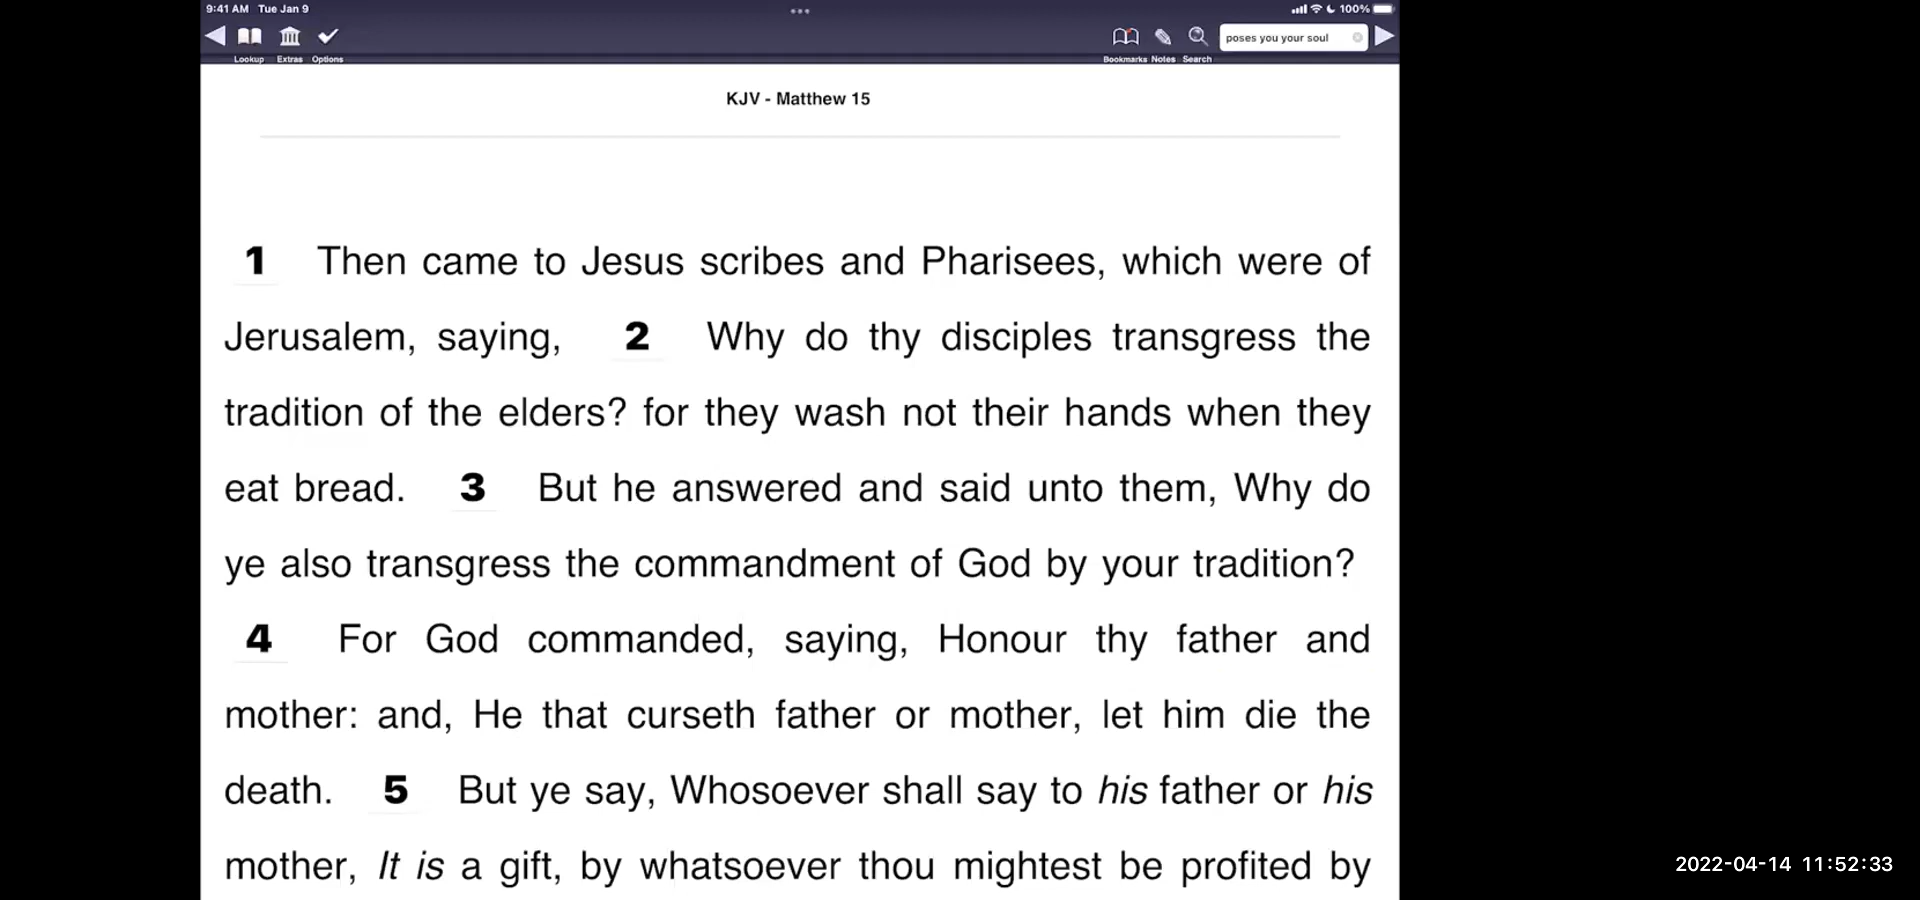 9:41 AM Tue Jan 9
100%
Lookup Extras Options
Bookmarks Notes Search
poses you your soul
KJV - Matthew 15
1 Then came to Jesus scribes and Pharisees, which were of
Jerusalem, saying, 2 Why do thy disciples transgress the
tradition of the elders? for they wash not their hands when they
eat bread. 3 But he answered and said unto them, Why do
ye also transgress the commandment of God by your tradition?
4 For God commanded, saying, Honour thy father and
mother: and, He that curseth father or mother, let him die the
death. 5 But ye say, Whosoever shall say to his father or his
mother, It is a gift, by whatsoever thou mightest be profited by
2022-04-14 11:52:33